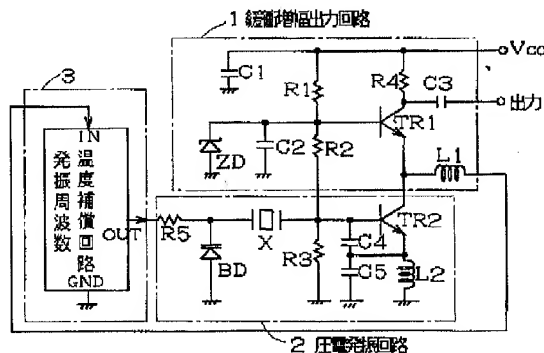 1 緩衝増幅出力回路
VCC
C1
R1
R4
C3
出力
3
TR1
ZD
C2
R2
L1
IN
発振周波数
温度補償回路
OUT
GND
R5
X
TR2
BD
R3
C4
C5
L2
2 圧電発振回路